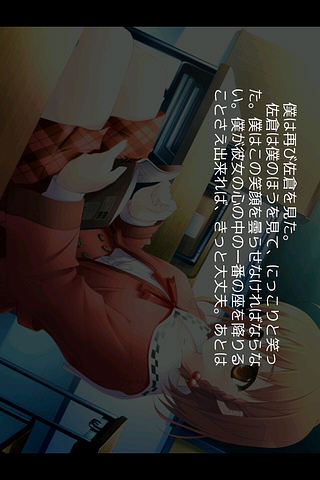 僕は再び佐倉を見た。
　佐倉は僕のほうを見て、にっこりと笑っ
た。僕はこの笑顔を曇らせなければならな
い。僕が彼女の心の中の一番の座を降りる
ことさえ出来れば、きっと大丈夫。あとは